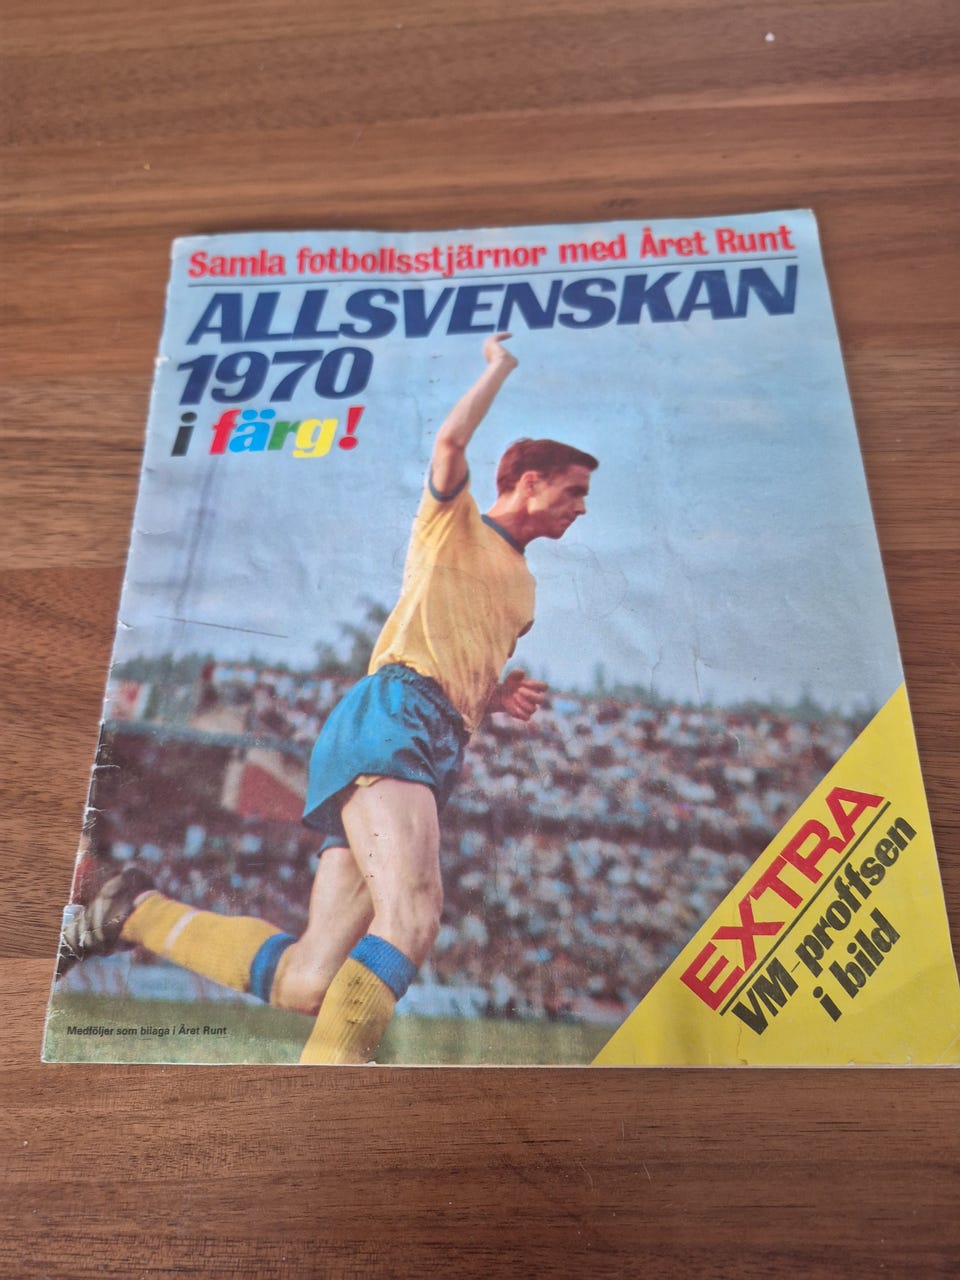 Samla fotbollsstjärnor med Året Runt
ALLSVENSKAN
1970
i färg!
EXTRA
VM-proffsen
i bild
Medföljer som bilaga i Året Runt